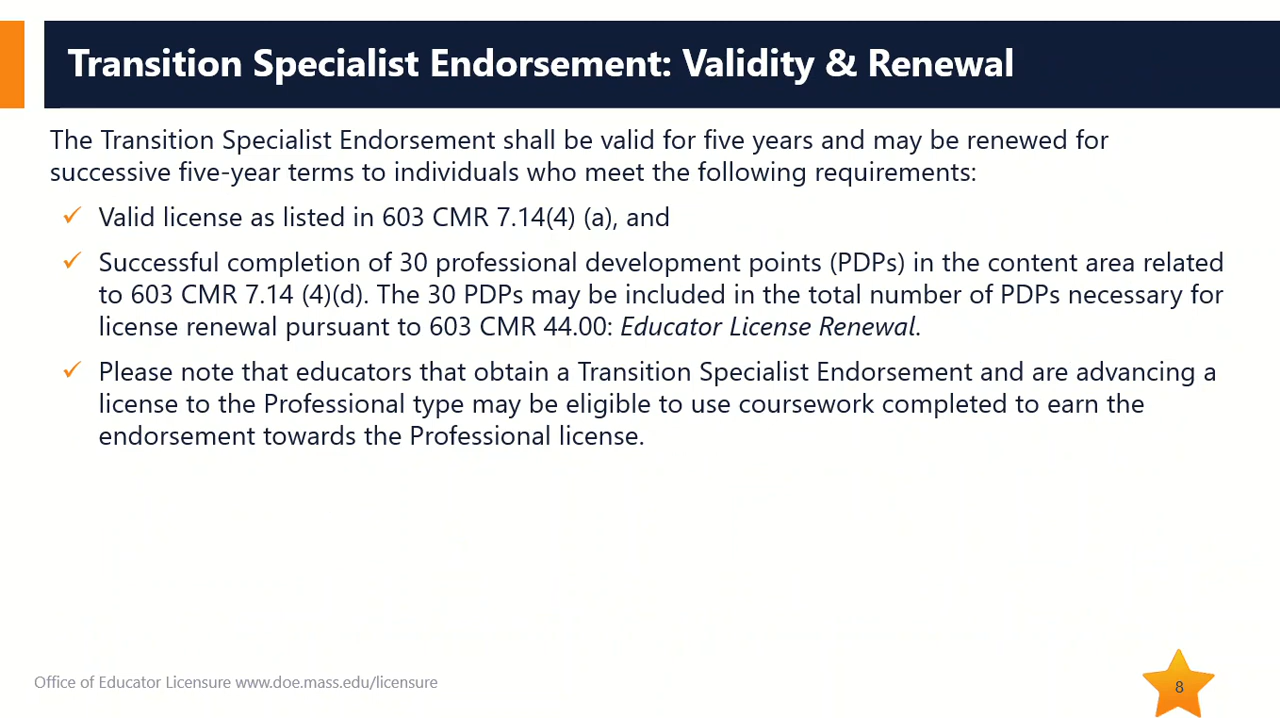 Transition Specialist Endorsement: Validity & Renewal
The Transition Specialist Endorsement shall be valid for five years and may be renewed for
successive five-year terms to individuals who meet the following requirements:
✓ Valid license as listed in 603 CMR 7.14(4) (a), and
✓ Successful completion of 30 professional development points (PDPs) in the content area related
to 603 CMR 7.14 (4)(d). The 30 PDPs may be included in the total number of PDPs necessary for
license renewal pursuant to 603 CMR 44.00: Educator License Renewal.
✓ Please note that educators that obtain a Transition Specialist Endorsement and are advancing a
license to the Professional type may be eligible to use coursework completed to earn the
endorsement towards the Professional license.
Office of Educator Licensure www.doe.mass.edu/licensure
8